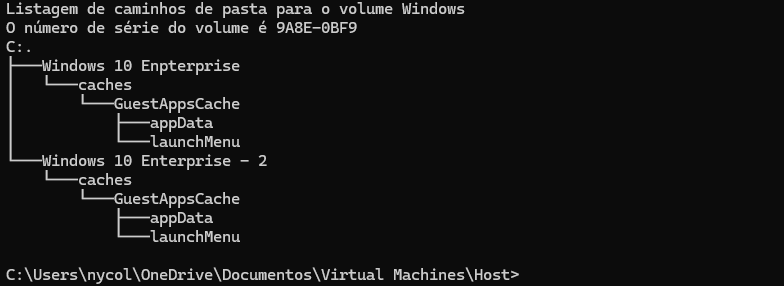 Listagem de caminhos de pasta para o volume Windows
O número de série do volume é 9A8E-0BF9
C:.
├───Windows 10 Enpterprise
│   └───caches
│       └───GuestAppsCache
│           ├───appData
│           └───launchMenu
└───Windows 10 Enterprise - 2
    └───caches
        └───GuestAppsCache
            ├───appData
            └───launchMenu
C:\Users\nycol\OneDrive\Documentos\Virtual Machines\Host>